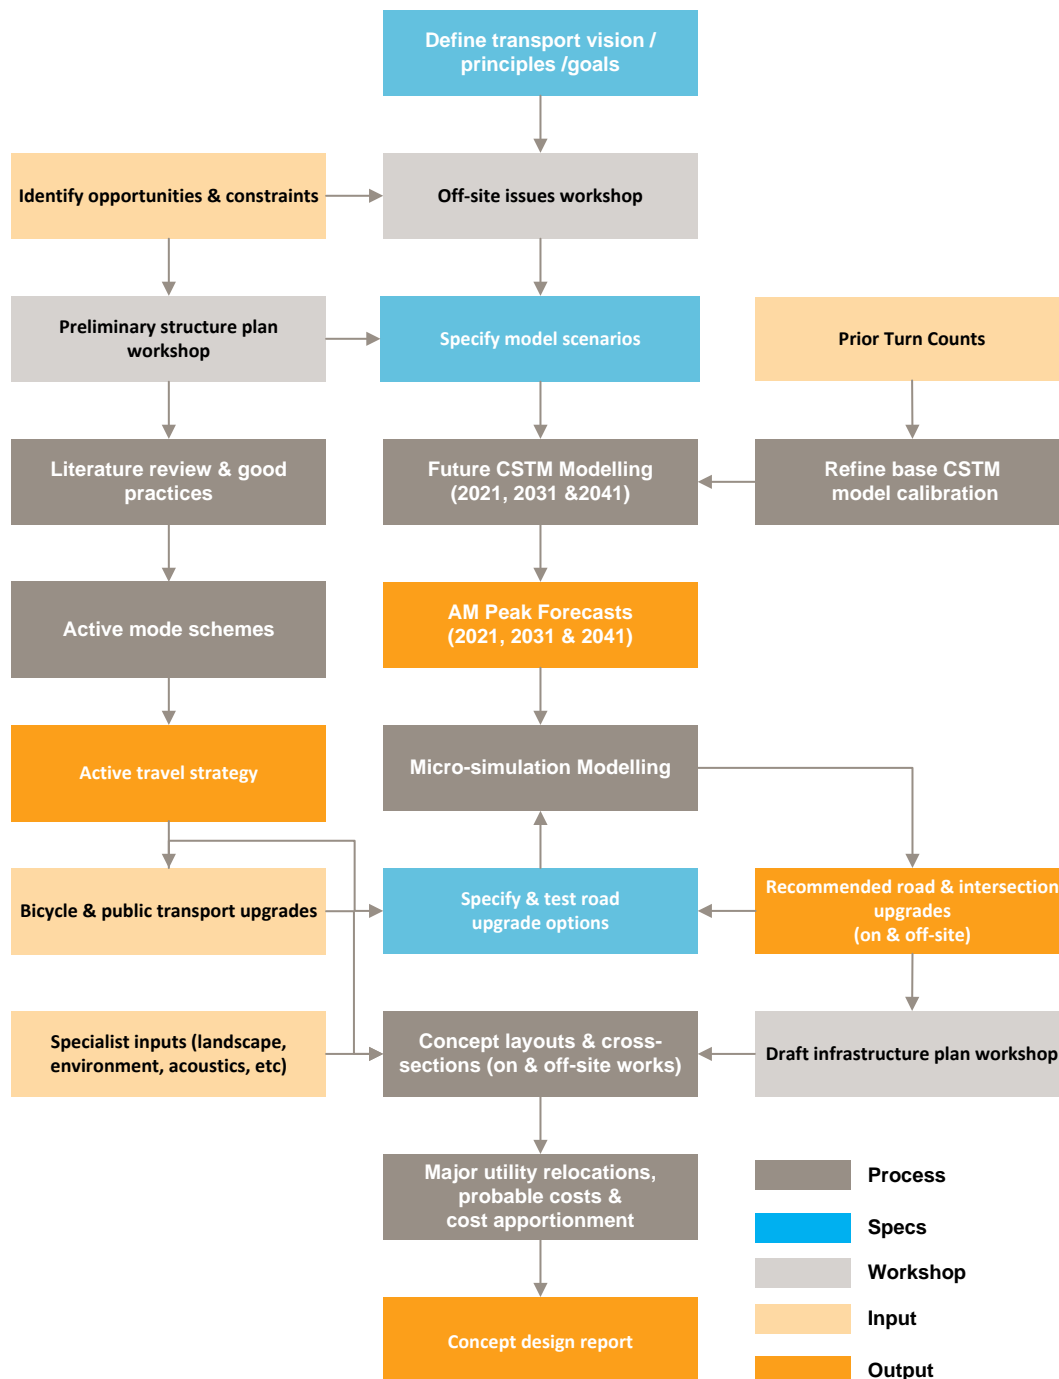 Define transport vision /
principles /goals
Identify opportunities & constraints
Off-site issues workshop
Preliminary structure plan
workshop
Specify model scenarios
Prior Turn Counts
Literature review & good
practices
Future CSTM Modelling
(2021, 2031 &2041)
Refine base CSTM
model calibration
Active mode schemes
AM Peak Forecasts
(2021, 2031 & 2041)
Active travel strategy
Micro-simulation Modelling
Bicycle & public transport upgrades
Specify & test road
upgrade options
Recommended road & intersection
upgrades
(on & off-site)
Specialist inputs (landscape,
environment, acoustics, etc)
Concept layouts & cross-
sections (on & off-site works)
Draft infrastructure plan workshop
Major utility relocations,
probable costs &
cost apportionment
Concept design report
Process
Specs
Workshop
Input
Output